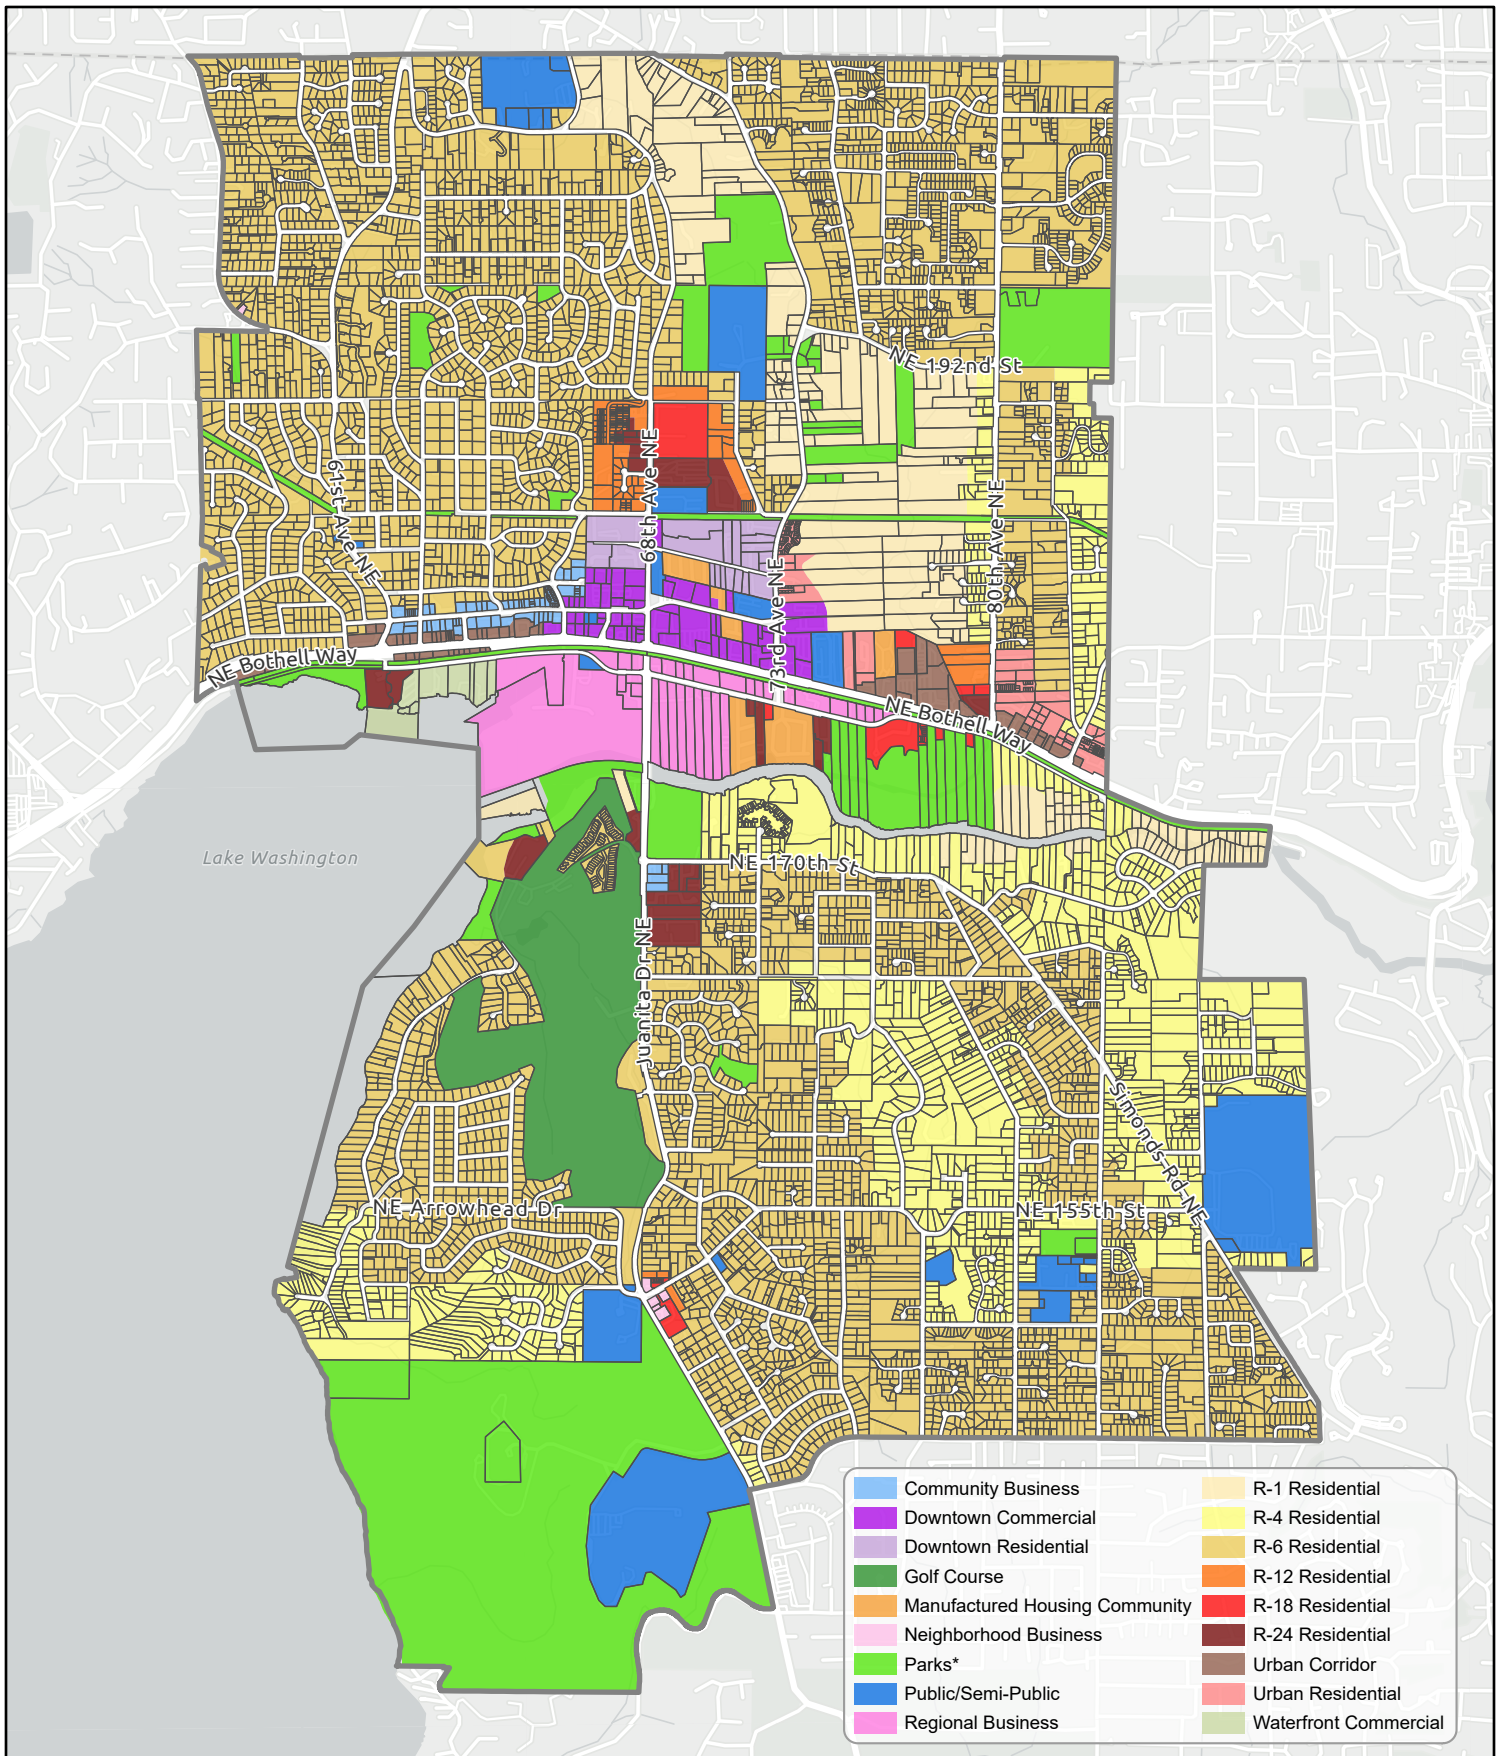 NE 192nd St
61st Ave NE
68th Ave NE
80th Ave NE
73rd Ave NE
NE Bothell Way
NE Bothell Way
Lake Washington
NE 170th St
Juanita Dr NE
Simonds Rd NE
NE Arrowhead Dr
NE 155th St
Community Business
Downtown Commercial
Downtown Residential
Golf Course
Manufactured Housing Community
Neighborhood Business
Parks*
Public/Semi-Public
Regional Business
R-1 Residential
R-4 Residential
R-6 Residential
R-12 Residential
R-18 Residential
R-24 Residential
Urban Corridor
Urban Residential
Waterfront Commercial